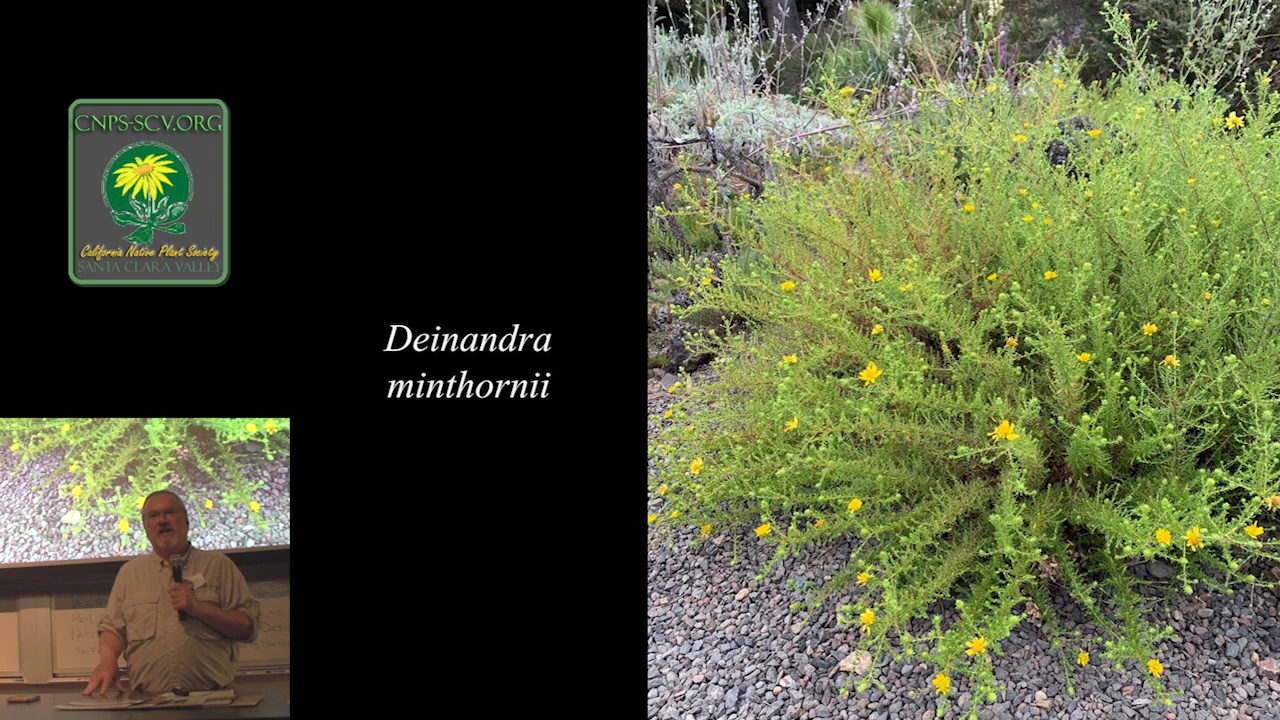 CNPS-SCV.ORG
California Native Plant Society
SANTA CLARA VALLEY
Deinandra
minthornii